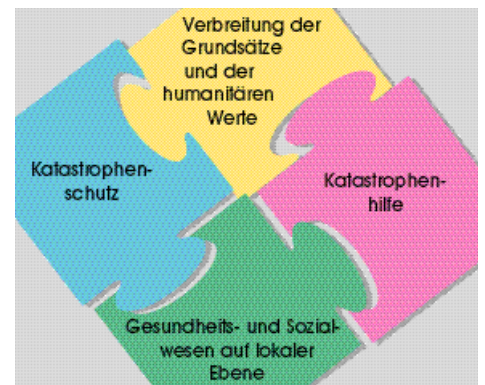 Verbreitung der
Grundsätze
und der
humanitären
Werte
Katastrophen-
schutz
Katastrophen-
hilfe
Gesundheits- und Sozial-
wesen auf lokaler
Ebene